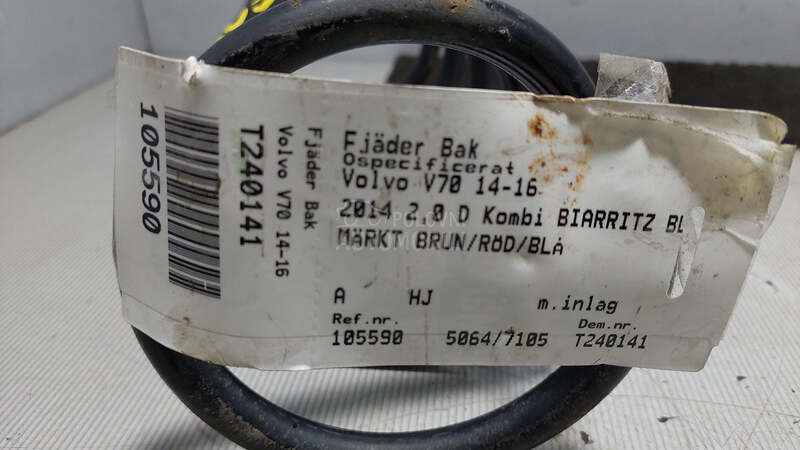 105590
T240141
Volvo V70 14-16
Fjäder Bak
Fjäder Bak
Ospecificerat
Volvo V70 14-16
2014 2.0 D Kombi BIARRITZ BL
MÄRKT BRUN/RÖD/BLÅ
A HJ m.inlag
Ref.nr. Dem.nr.
105590 5064/7105 T240141